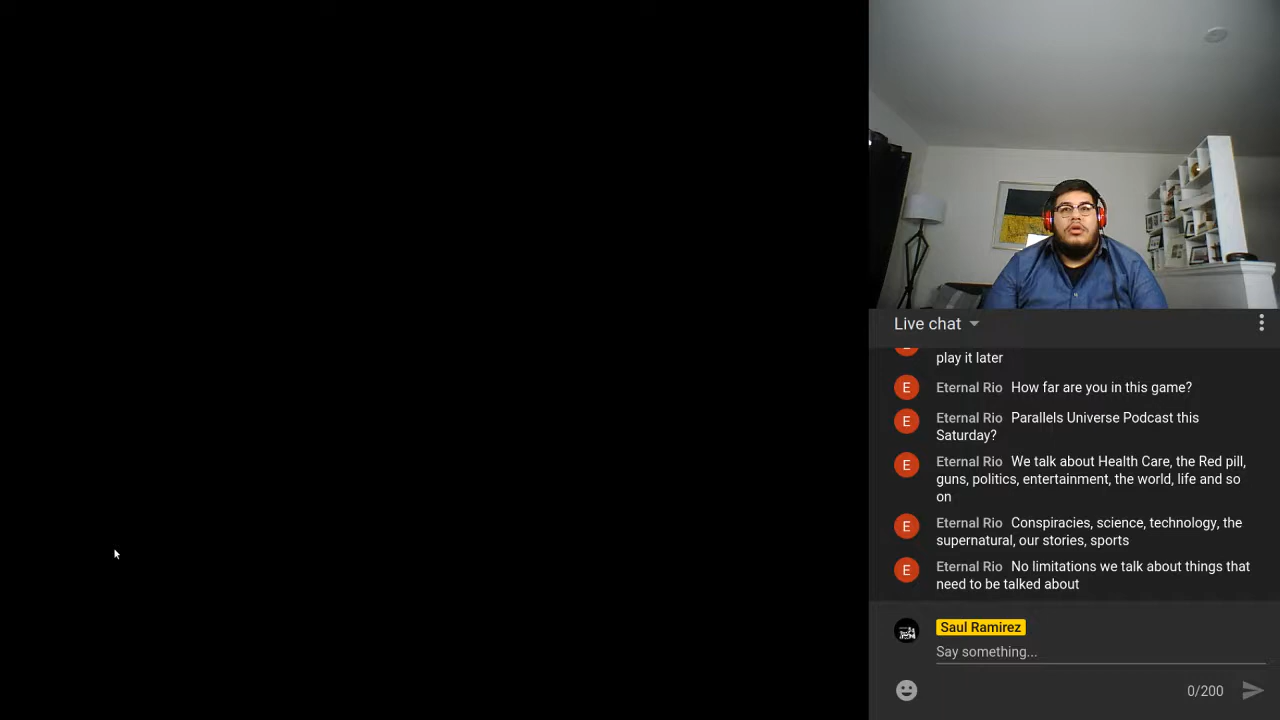 Live chat
play it later
E Eternal Rio How far are you in this game?
E Eternal Rio Parallels Universe Podcast this
Saturday?
E Eternal Rio We talk about Health Care, the Red pill,
guns, politics, entertainment, the world, life and so
on
E Eternal Rio Conspiracies, science, technology, the
supernatural, our stories, sports
E Eternal Rio No limitations we talk about things that
need to be talked about
Saul Ramirez
Say something...
0/200